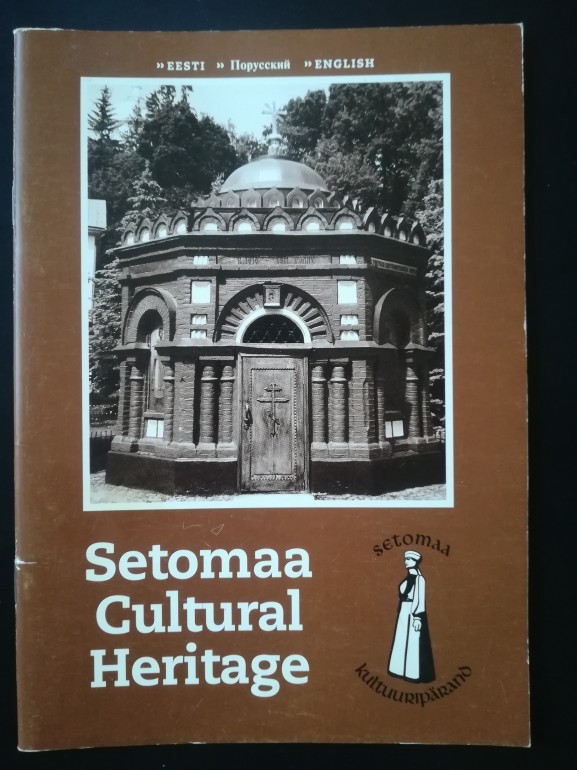 » EESTI » Порусский » ENGLISH
Setomaa
Cultural
Heritage
setomaa
kultuuripärand